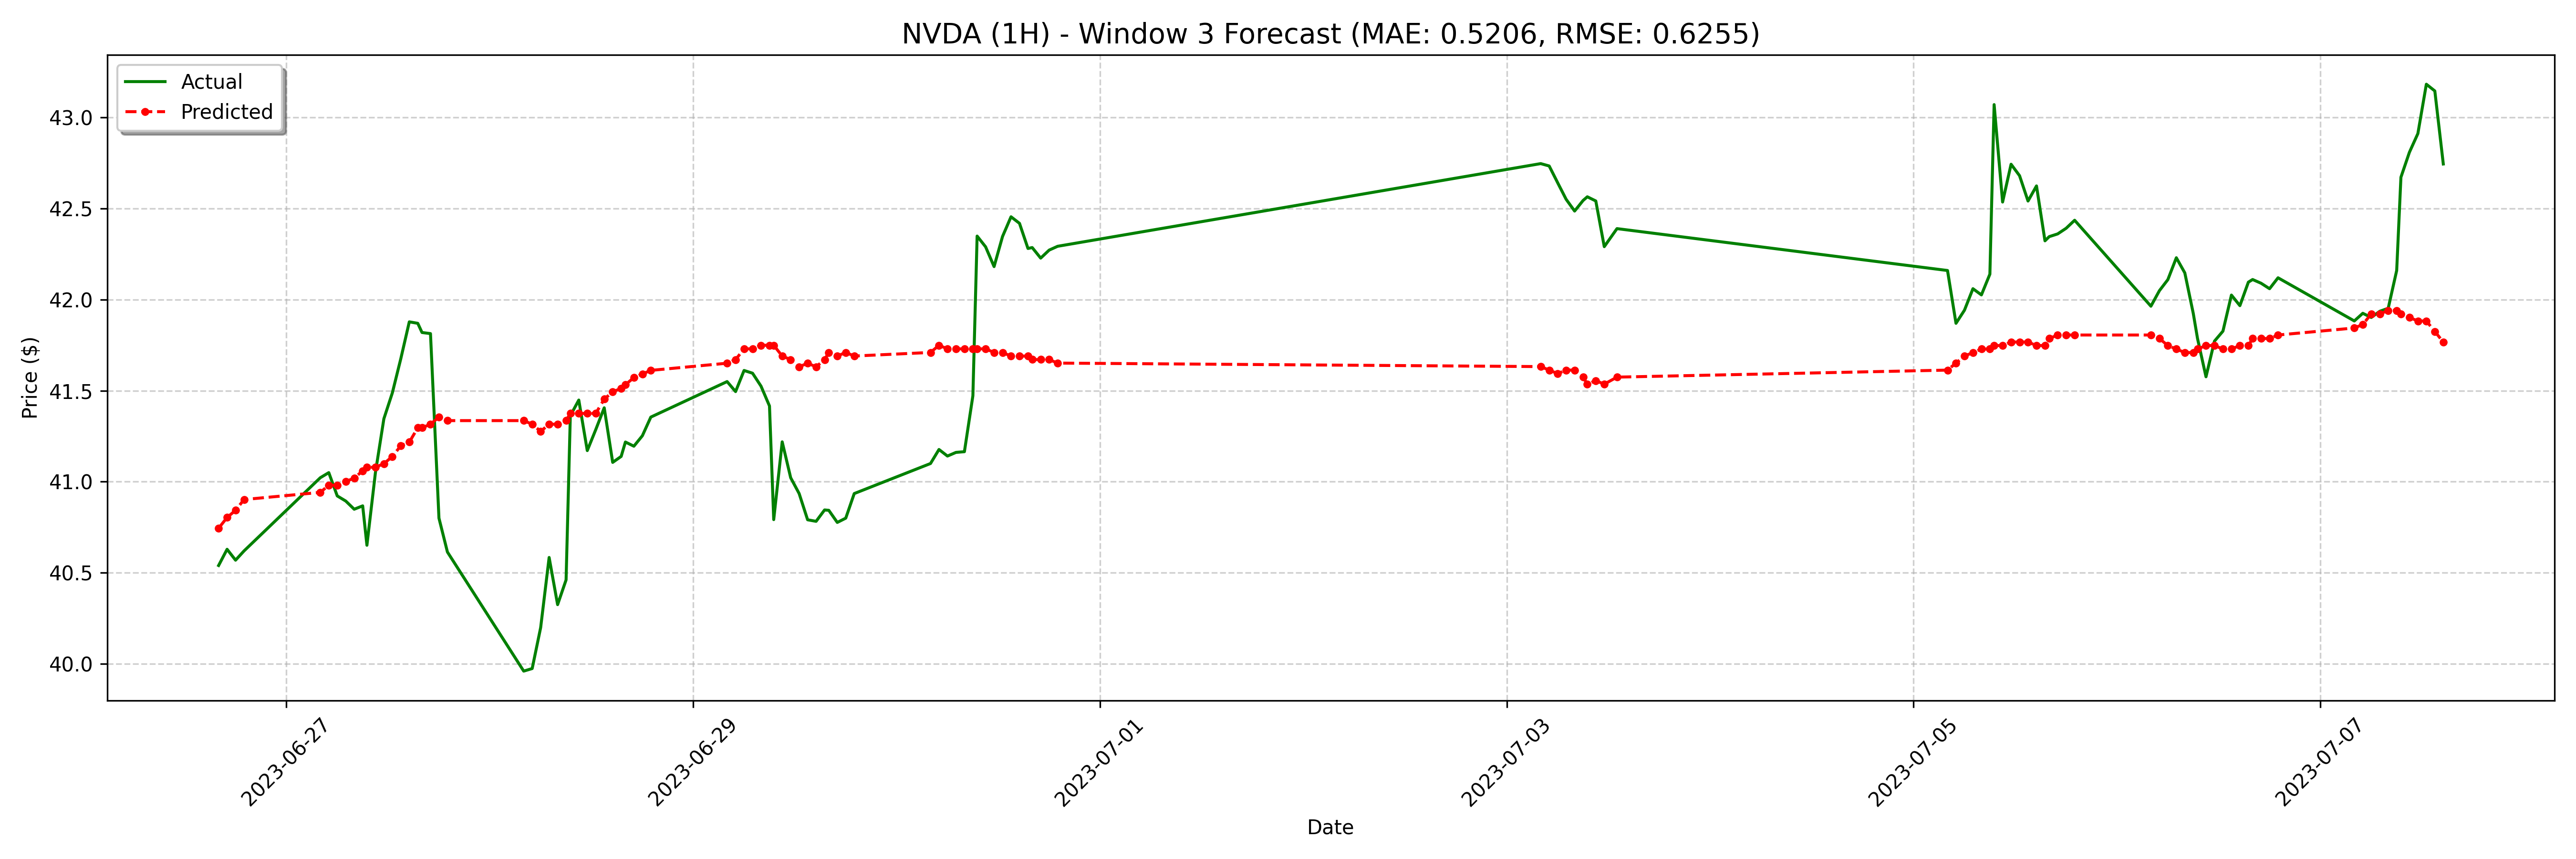 NVDA (1H) - Window 3 Forecast (MAE: 0.5206, RMSE: 0.6255)
Actual
Predicted
Price ($)
43.0
42.5
42.0
41.5
41.0
40.5
40.0
2023-06-27
2023-06-29
2023-07-01
2023-07-03
2023-07-05
2023-07-07
Date